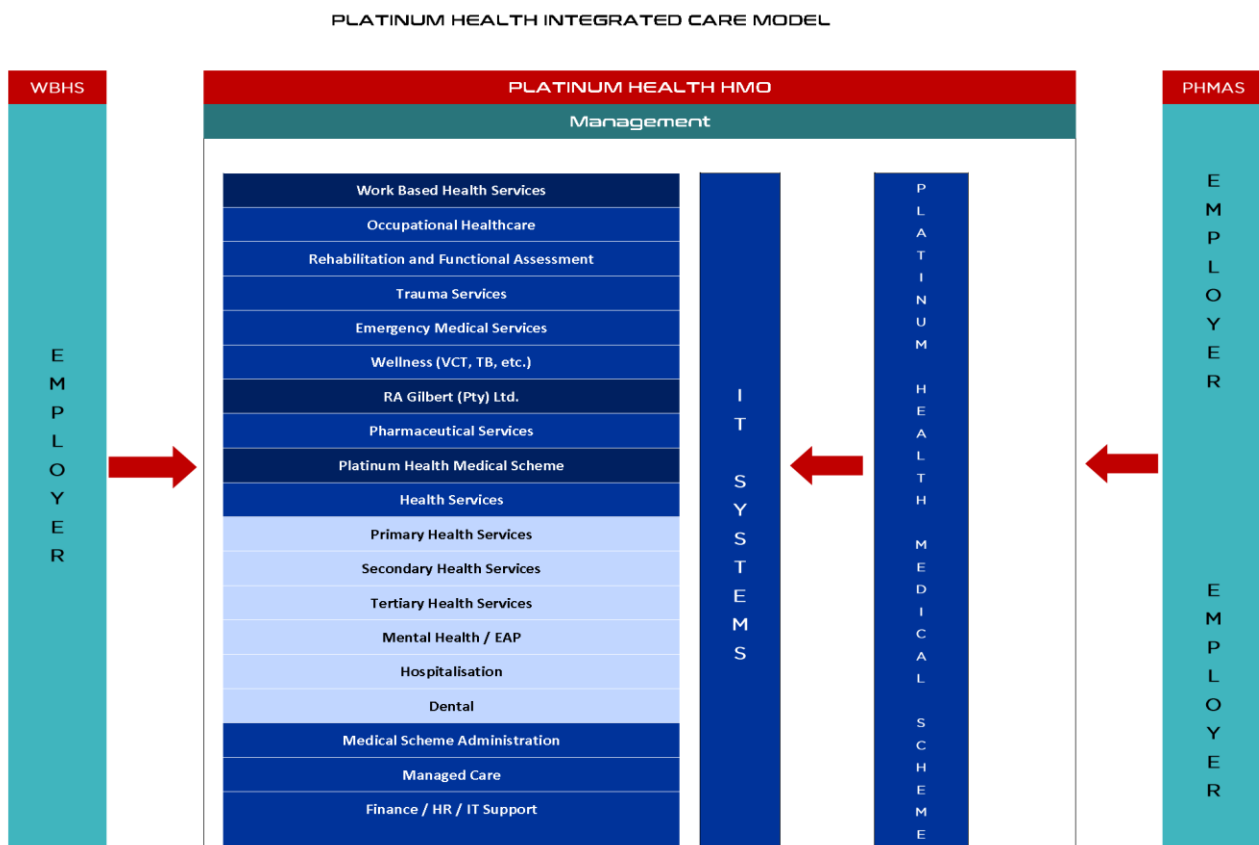 PLATINUM HEALTH INTEGRATED CARE MODEL
WBHS
EMPLOYER
PLATINUM HEALTH HMO
Management
Work Based Health Services
Occupational Healthcare
Rehabilitation and Functional Assessment
Trauma Services
Emergency Medical Services
Wellness (VCT, TB, etc.)
RA Gilbert (Pty) Ltd.
Pharmaceutical Services
Platinum Health Medical Scheme
Health Services
Primary Health Services
Secondary Health Services
Tertiary Health Services
Mental Health / EAP
Hospitalisation
Dental
Medical Scheme Administration
Managed Care
Finance / HR / IT Support
IT SYSTEMS
PLATINUM HEALTH MEDICAL SCHEME
PHMAS
EMPLOYER
EMPLOYER